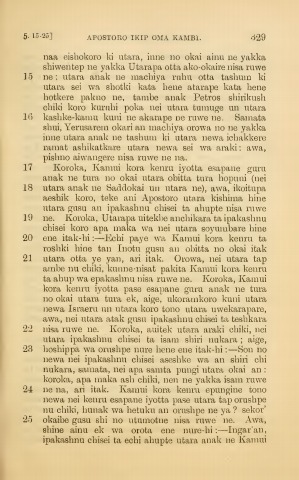 5. 15-25] APOSTORO IKIP OMA KAMBI. 329
naa eishokoro ki utara, inne no okai ainu ne yakka
shiwentep ne yakka Utarapa otta ako-okaire nisa ruwe
15 ne; utara anak ne machiya ruhu otta tashum ki
utara sei wa shotki kata hene atarape kata hene
hotkere pakno ne, tambe anak Petros shirikush
chiki koro kuruhi poka nei utara tumuge un utara
16 kashke-kamu kuni ne akarape ne ruwe ne. Samata
shui, Yerusarem okari an machiya orowa no ne yakka
inne utara anak ne tashum ki utara newa ichakkere
ramat ashikatkare utara newa sei wa araki: awa,
pishno aiwangere nisa ruwe ne na.
17 Koroka, Kamui kora kenru iyotta esapane guru
anak ne tura no okai utara obitta tura hopuni (nei
18 utara anak ne Saddokai un utara ne), awa, ikoitupa
aeshik koro, teke ani Apostoro utara kishima hine
utara gusu an ipakashnu chisei ta ahupte nisa ruwe
19 ne. Koroka, Utarapa uitekbe anchikara ta ipakashnu
chisei koro apa maka wa nei utara soyumbare hine
20 ene itak-hi:—Echi paye wa Kamui kora kenru ta
roshki hine tan Inotu gusu an obitta no okai itak
21 utara otta ye yan, ari itak. Orowa, nei utara tap
ambe nu chiki, kunne-nisat pakita Kamui kora kenru
ta ahup wa epakashnu nisa ruwe ne. Koroka, Kamui
kora kenru iyotta pase esapane guru anak ne tura
no okai utara tura ek, aige, ukoramkoro kuni utara
newa Israeru un utara koro tono utara uwekarapare,
awa, nei utara atak gusu ipakashnu chisei ta teshkara
22 nisa ruwe ne. Koroka, auitek utara araki chiki, nei
utara ipakashnu chisei ta isam shiri nukara; aige,
23 hoshippa wa orushpe nure hene ene itak-hi:—Son no
newa nei ipakashnu chisei aseshke wa an shiri chi
nukara, samata, nei apa samta pungi utara okai an:
koroka, apa maka ash chiki, nen ne yakka isam ruwe
24 ne na, ari itak. Kamui kora kenru epungine tono
newa nei kenru esapane iyotta pase utara tap orushpe
nu chiki, hunak wa hetuku an orushpe ne ya? sekor'
25 okaibe gusu shi no utumotne nisa ruwe ne. Awa,
shine ainu ek wa orota ene nure-hi:—Ingar'an,
ipakashnu chisei ta echi ahupte utara anak ne Kamui